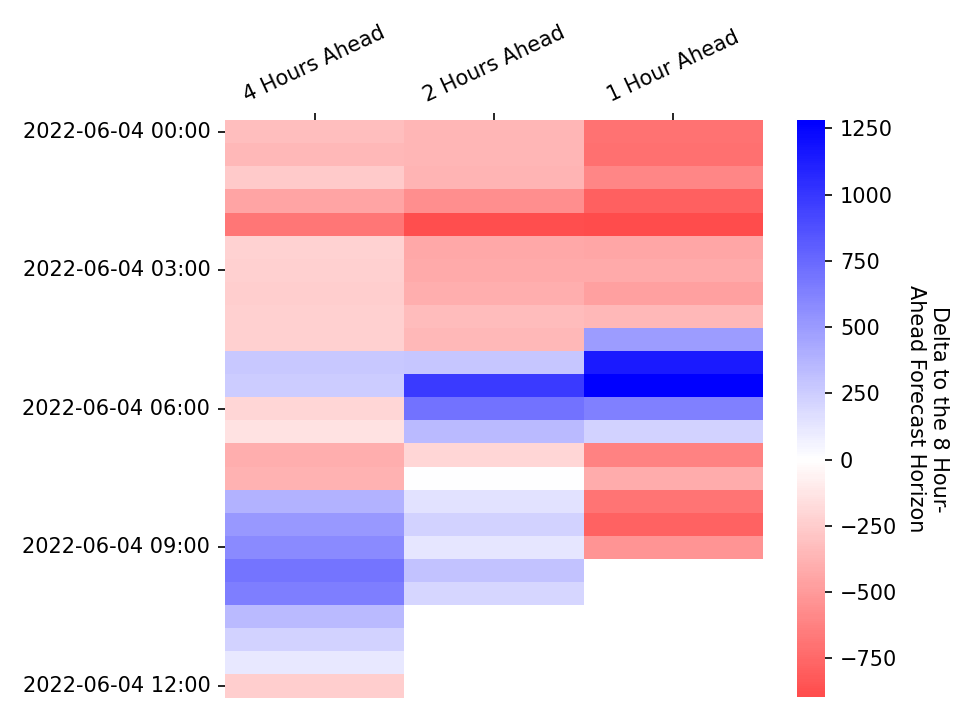 4 Hours Ahead
2 Hours Ahead
1 Hour Ahead
2022-06-04 00:00
2022-06-04 03:00
2022-06-04 06:00
2022-06-04 09:00
2022-06-04 12:00
1250
1000
750
500
250
0
−250
−500
−750
Delta to the 8 Hour-
Ahead Forecast Horizon